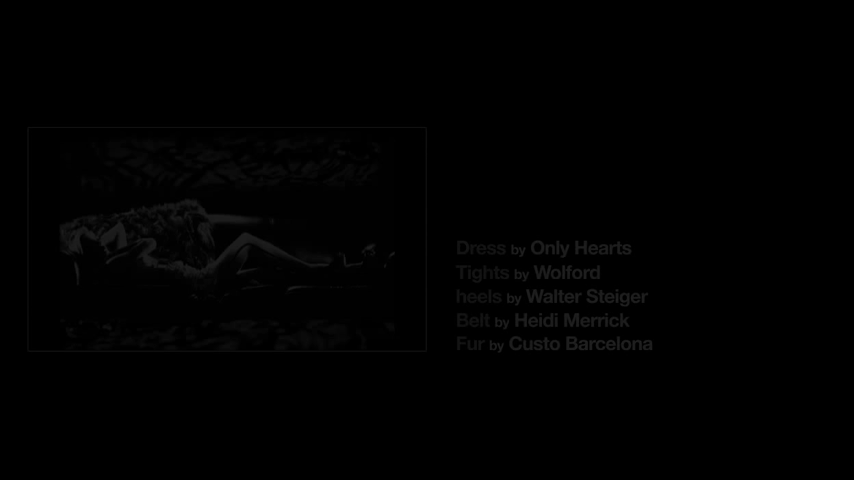 Dress by Only Hearts
Tights by Wolford
heels by Walter Steiger
Belt by Heidi Merrick
Fur by Custo Barcelona